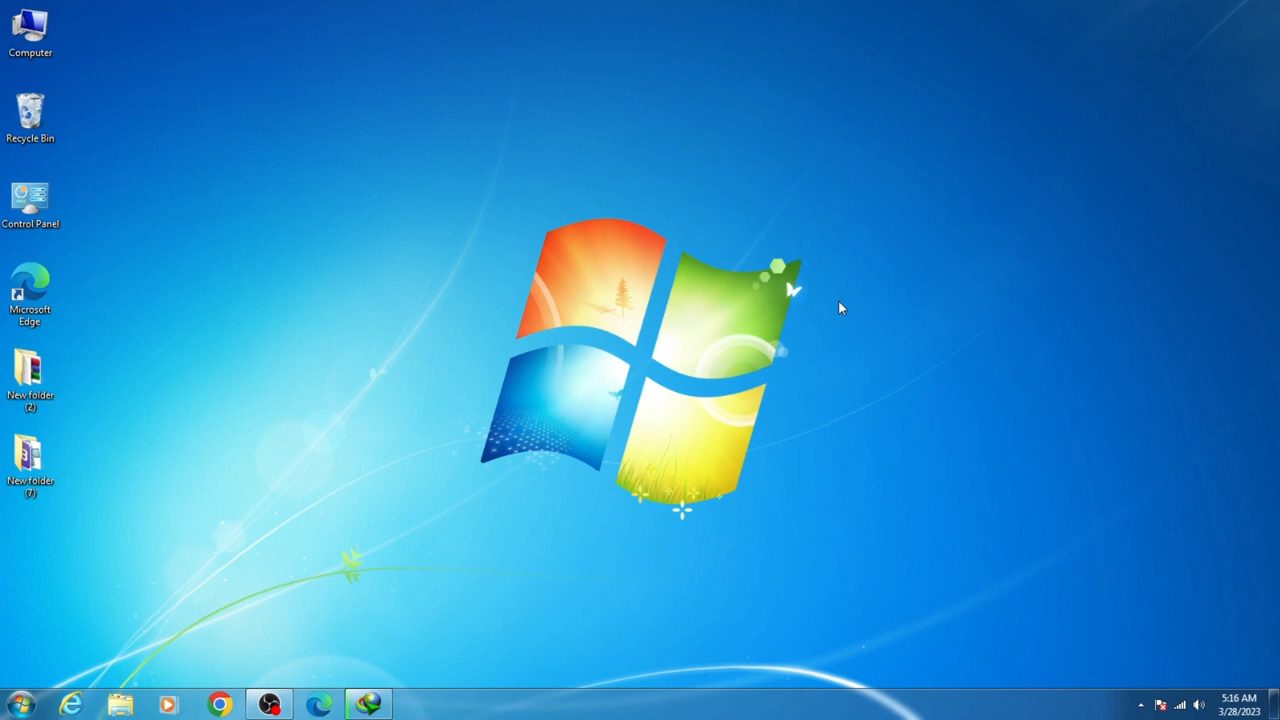 Computer
Recycle Bin
Control Panel
Microsoft
Edge
New folder
(2)
New folder
(7)
5:16 AM
3/28/2023